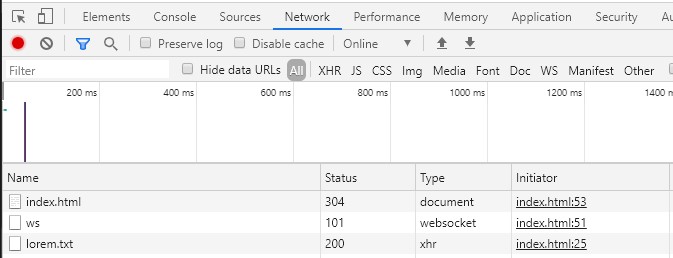 Elements Console Sources Network Performance Memory Application Security Au
Preserve log Disable cache Online ▼
Filter Hide data URLs All XHR JS CSS Img Media Font Doc WS Manifest Other
200 ms 400 ms 600 ms 800 ms 1000 ms 1200 ms 1400 m
Name Status Type Initiator
index.html 304 document index.html:53
ws 101 websocket index.html:51
lorem.txt 200 xhr index.html:25